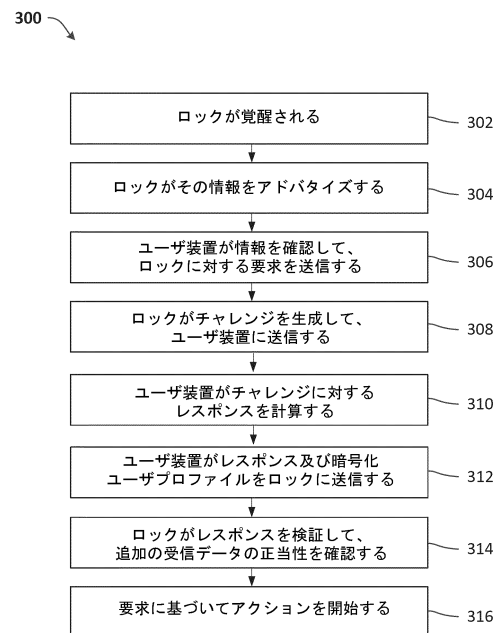 300
ロックが覚醒される
302
ロックがその情報をアドバタイズする
304
ユーザ装置が情報を確認して、
ロックに対する要求を送信する
306
ロックがチャレンジを生成して、
ユーザ装置に送信する
308
ユーザ装置がチャレンジに対する
レスポンスを計算する
310
ユーザ装置がレスポンス及び暗号化
ユーザプロファイルをロックに送信する
312
ロックがレスポンスを検証して、
追加の受信データの正当性を確認する
314
要求に基づいてアクションを開始する
316